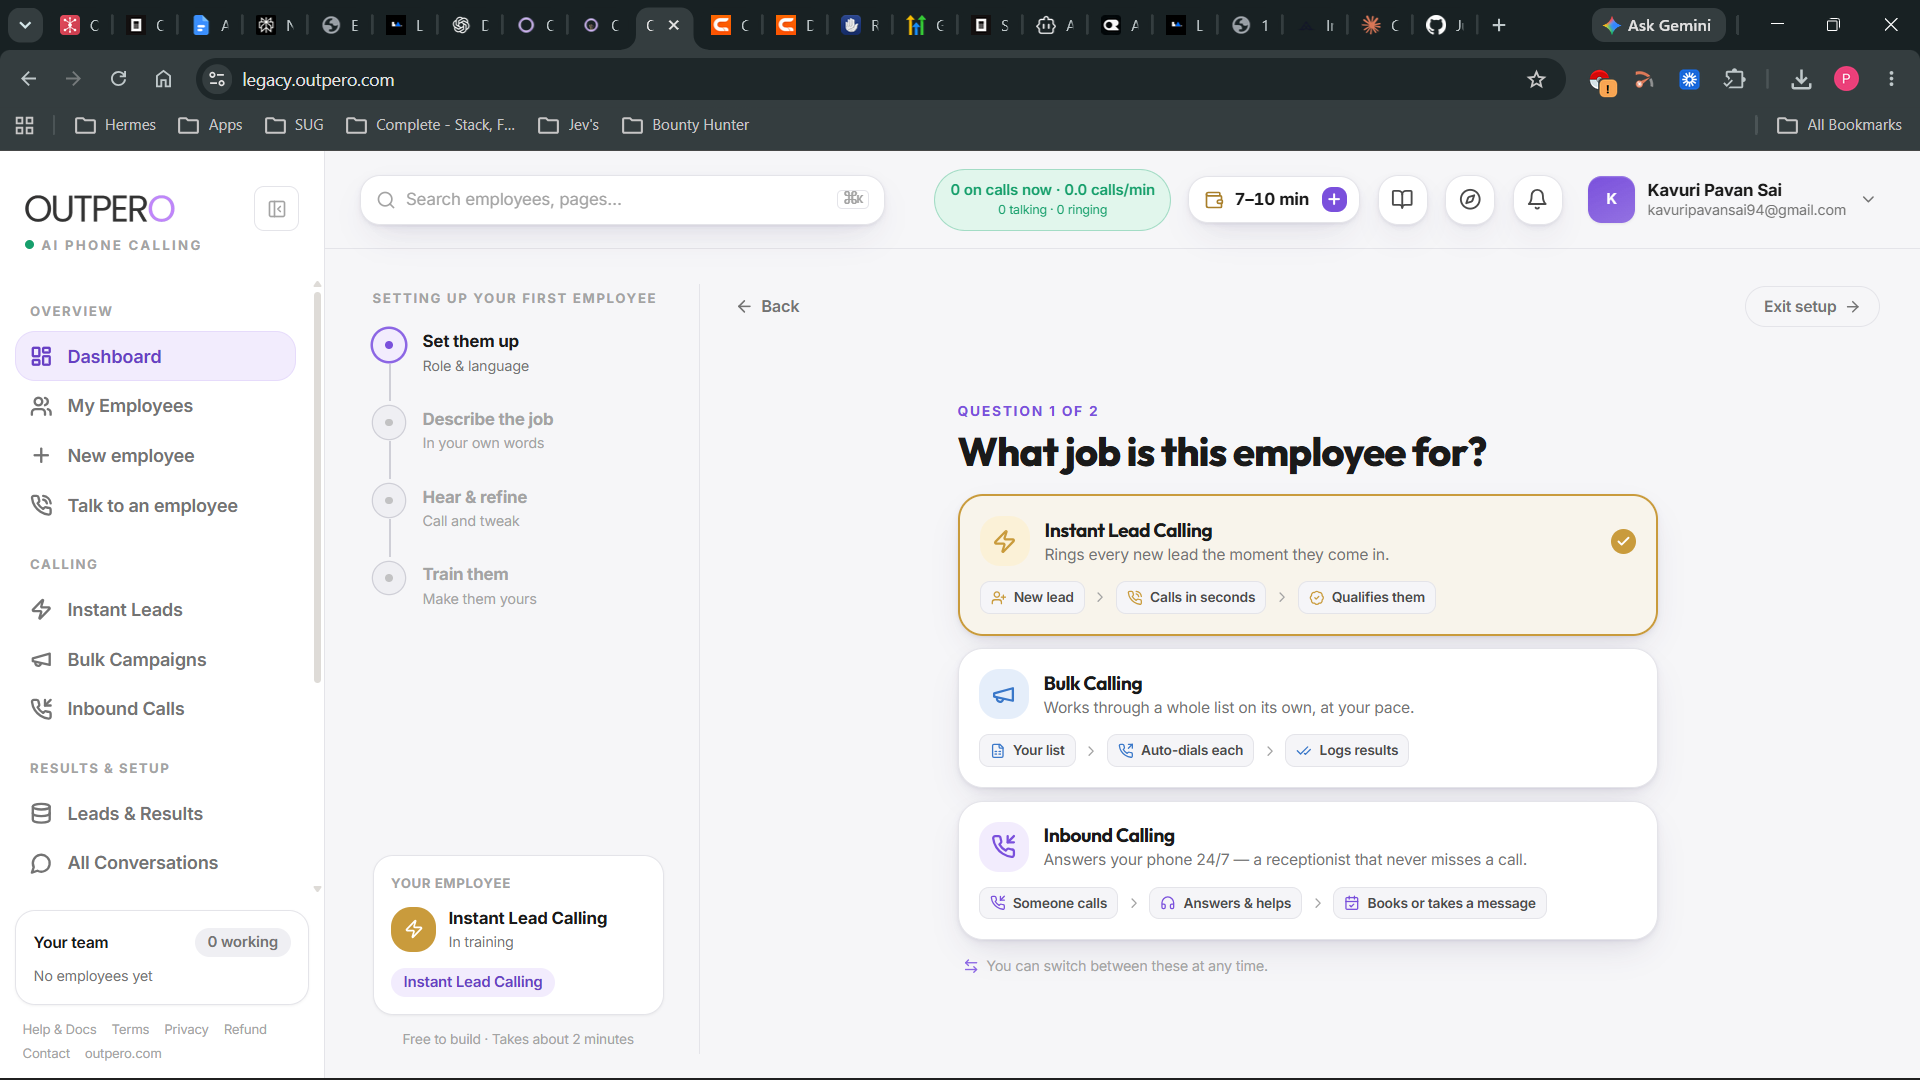 Ask Gemini
legacy.outpero.com
Hermes
Apps
SUG
Complete - Stack, F...
Jev's
Bounty Hunter
All Bookmarks
OUTPERO
AI PHONE CALLING
OVERVIEW
Dashboard
My Employees
New employee
Talk to an employee
CALLING
Instant Leads
Bulk Campaigns
Inbound Calls
RESULTS & SETUP
Leads & Results
All Conversations
Your team
0 working
No employees yet
Help & Docs Terms Privacy Refund
Contact outpero.com
Search employees, pages...
⌘K
0 on calls now · 0.0 calls/min
0 talking · 0 ringing
7–10 min
K
Kavuri Pavan Sai
kavuripavansai94@gmail.com
SETTING UP YOUR FIRST EMPLOYEE
Set them up
Role & language
Describe the job
In your own words
Hear & refine
Call and tweak
Train them
Make them yours
YOUR EMPLOYEE
Instant Lead Calling
In training
Instant Lead Calling
Free to build · Takes about 2 minutes
Back
Exit setup
QUESTION 1 OF 2
What job is this employee for?
Instant Lead Calling
Rings every new lead the moment they come in.
New lead
Calls in seconds
Qualifies them
Bulk Calling
Works through a whole list on its own, at your pace.
Your list
Auto-dials each
Logs results
Inbound Calling
Answers your phone 24/7 — a receptionist that never misses a call.
Someone calls
Answers & helps
Books or takes a message
You can switch between these at any time.